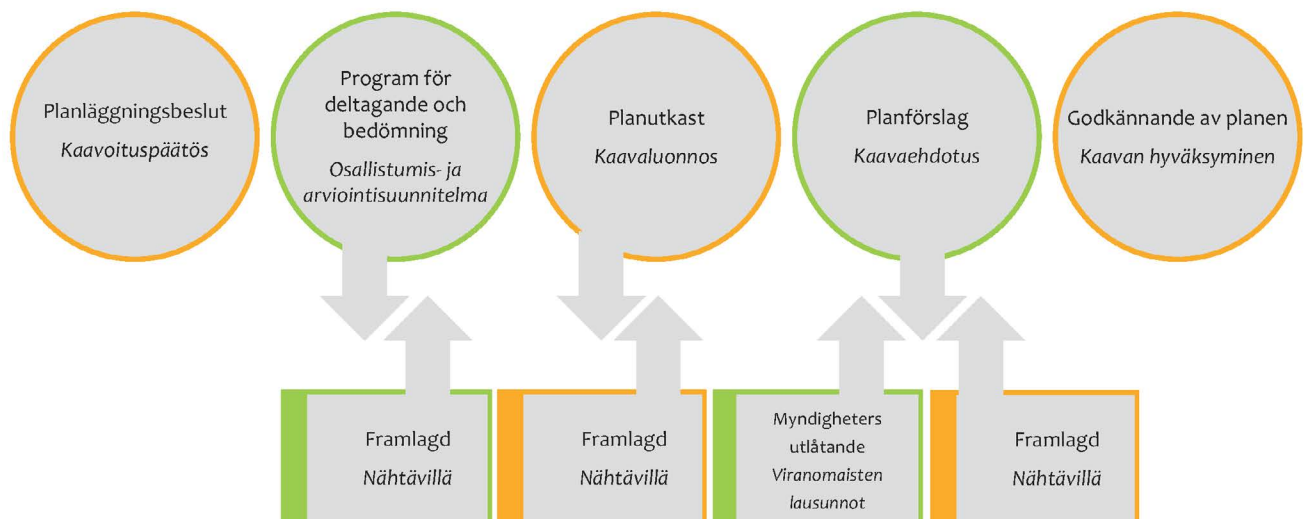 Planläggningsbeslut
Kaavoituspäätös
Program för
deltagande och
bedömning
Osallistumis- ja
arviointisuunnitelma
Planutkast
Kaavaluonnos
Planförslag
Kaavaehdotus
Godkännande av planen
Kaavan hyväksyminen
Framlagd
Nähtävillä
Framlagd
Nähtävillä
Myndigheters
utlåtande
Viranomaisten
lausunnot
Framlagd
Nähtävillä